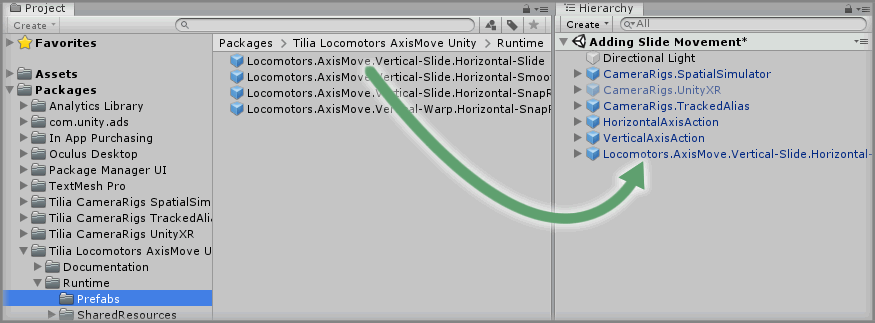 Project
Create
Favorites
Assets
Packages
Analytics Library
com.unity.ads
In App Purchasing
Oculus Desktop
Package Manager UI
TextMesh Pro
Tilia CameraRigs SpatialSim
Tilia CameraRigs TrackedAlia
Tilia CameraRigs UnityXR
Tilia Locomotors AxisMove U
Documentation
Runtime
Prefabs
SharedResources
Packages Tilia Locomotors AxisMove Unity Runtime
Locomotors.AxisMove.Vertical-Slide.Horizontal-Slide
Locomotors.AxisMove.Vertical-Slide.Horizontal-Smoo
Locomotors.AxisMove.Vertical-Slide.Horizontal-SnapR
Locomotors.AxisMove.Vertical-Warp.Horizontal-SnapR
Hierarchy
Create All
Adding Slide Movement*
Directional Light
CameraRigs.SpatialSimulator
CameraRigs.UnityXR
CameraRigs.TrackedAlias
HorizontalAxisAction
VerticalAxisAction
Locomotors.AxisMove.Vertical-Slide.Horizontal-